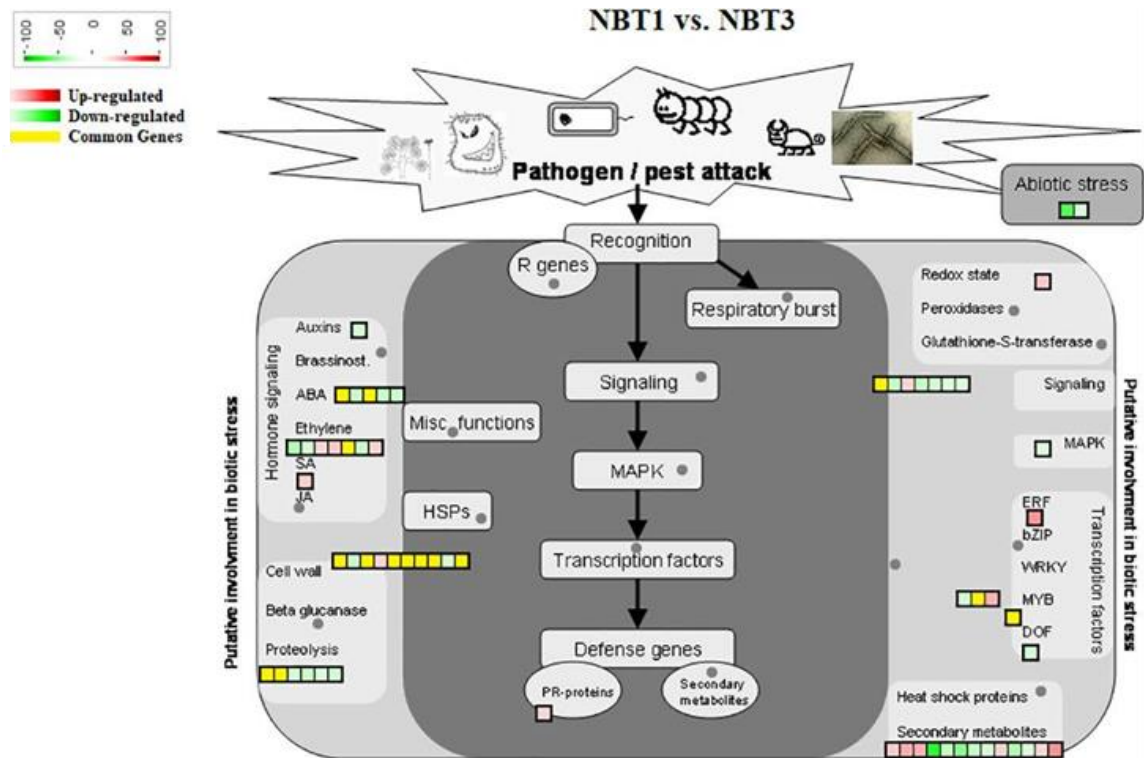 NBT1 vs. NBT3
-100
-50
0
50
100
Up-regulated
Down-regulated
Common Genes
Pathogen / pest attack
Abiotic stress
Recognition
R genes
Respiratory burst
Redox state
Peroxidases
Glutathione-S-transferase
Auxins
Brassinost.
ABA
Ethylene
SA
JA
Hormone signaling
Signaling
Signaling
Misc. functions
MAPK
MAPK
HSPs
Transcription factors
ERF
bZIP
WRKY
MYB
DOF
Transcription factors
Cell wall
Beta glucanase
Proteolysis
Defense genes
PR-proteins
Secondary
metabolites
Heat shock proteins
Secondary metabolites
Putative involvment in biotic stress
Putative involvment in biotic stress